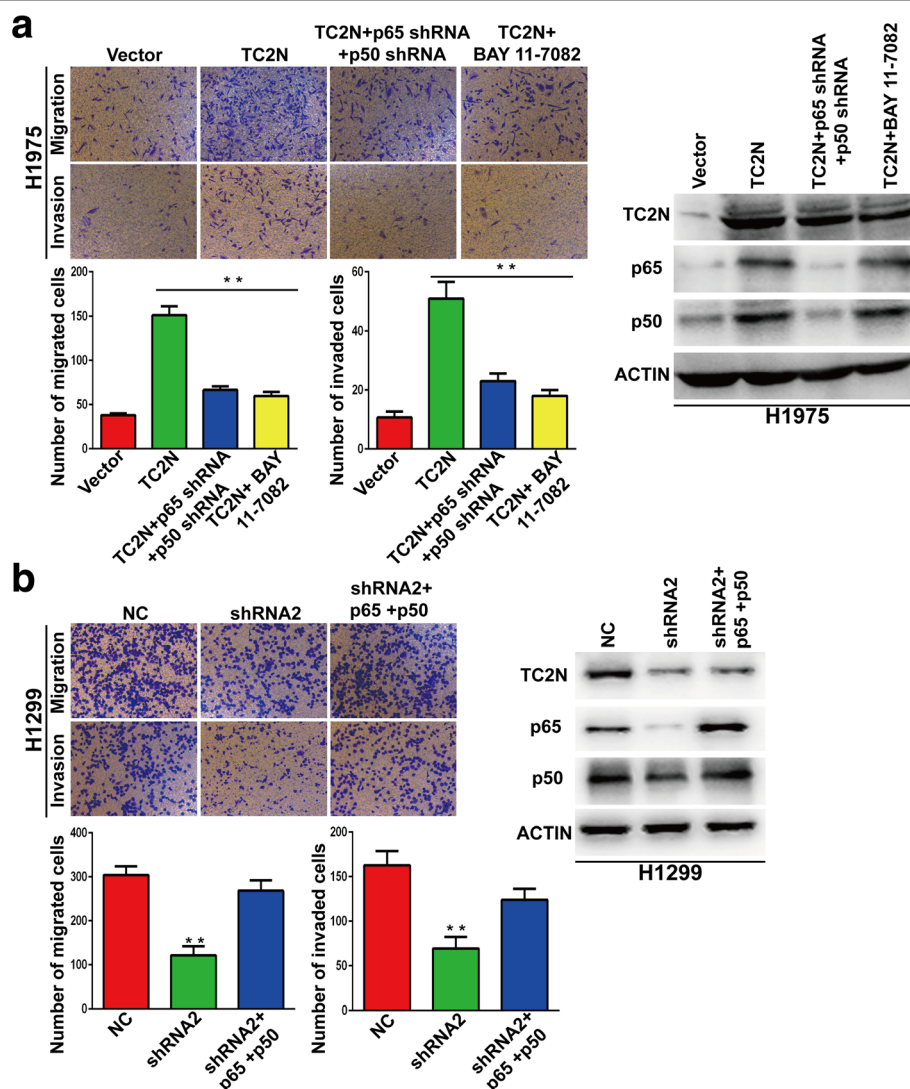 a
Vector
TC2N
TC2N+p65 shRNA
+p50 shRNA
TC2N+
BAY 11-7082
H1975
Migration
Invasion
Number of migrated cells
200
150
100
50
0
* *
Vector
TC2N
TC2N+p65 shRNA
+p50 shRNA
TC2N+ BAY
11-7082
Number of invaded cells
60
40
20
0
* *
Vector
TC2N
TC2N+p65 shRNA
+p50 shRNA
TC2N+ BAY
11-7082
Vector
TC2N
TC2N+p65 shRNA
+p50 shRNA
TC2N+BAY 11-7082
TC2N
p65
p50
ACTIN
H1975
b
NC
shRNA2
shRNA2+
p65 +p50
H1299
Migration
Invasion
Number of migrated cells
400
300
200
100
0
* *
NC
shRNA2
shRNA2+
p65 +p50
Number of invaded cells
200
150
100
50
0
* *
NC
shRNA2
shRNA2+
p65 +p50
NC
shRNA2
shRNA2+
p65 +p50
TC2N
p65
p50
ACTIN
H1299